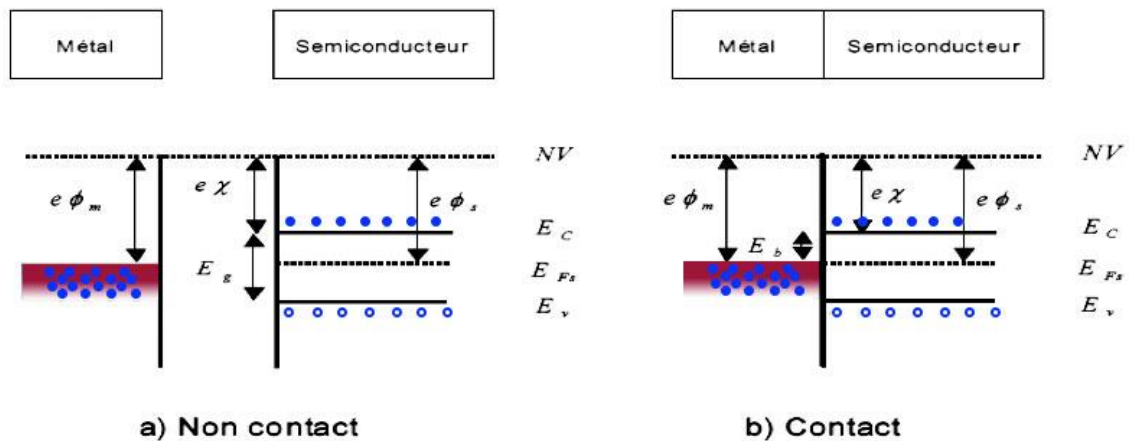 Métal
Semiconducteur
Métal
Semiconducteur
NV
e ϕ m
e χ
e ϕ s
E C
E g
E Fs
E v
NV
e ϕ m
e χ
e ϕ s
E b
E C
E Fs
E v
a) Non contact
b) Contact